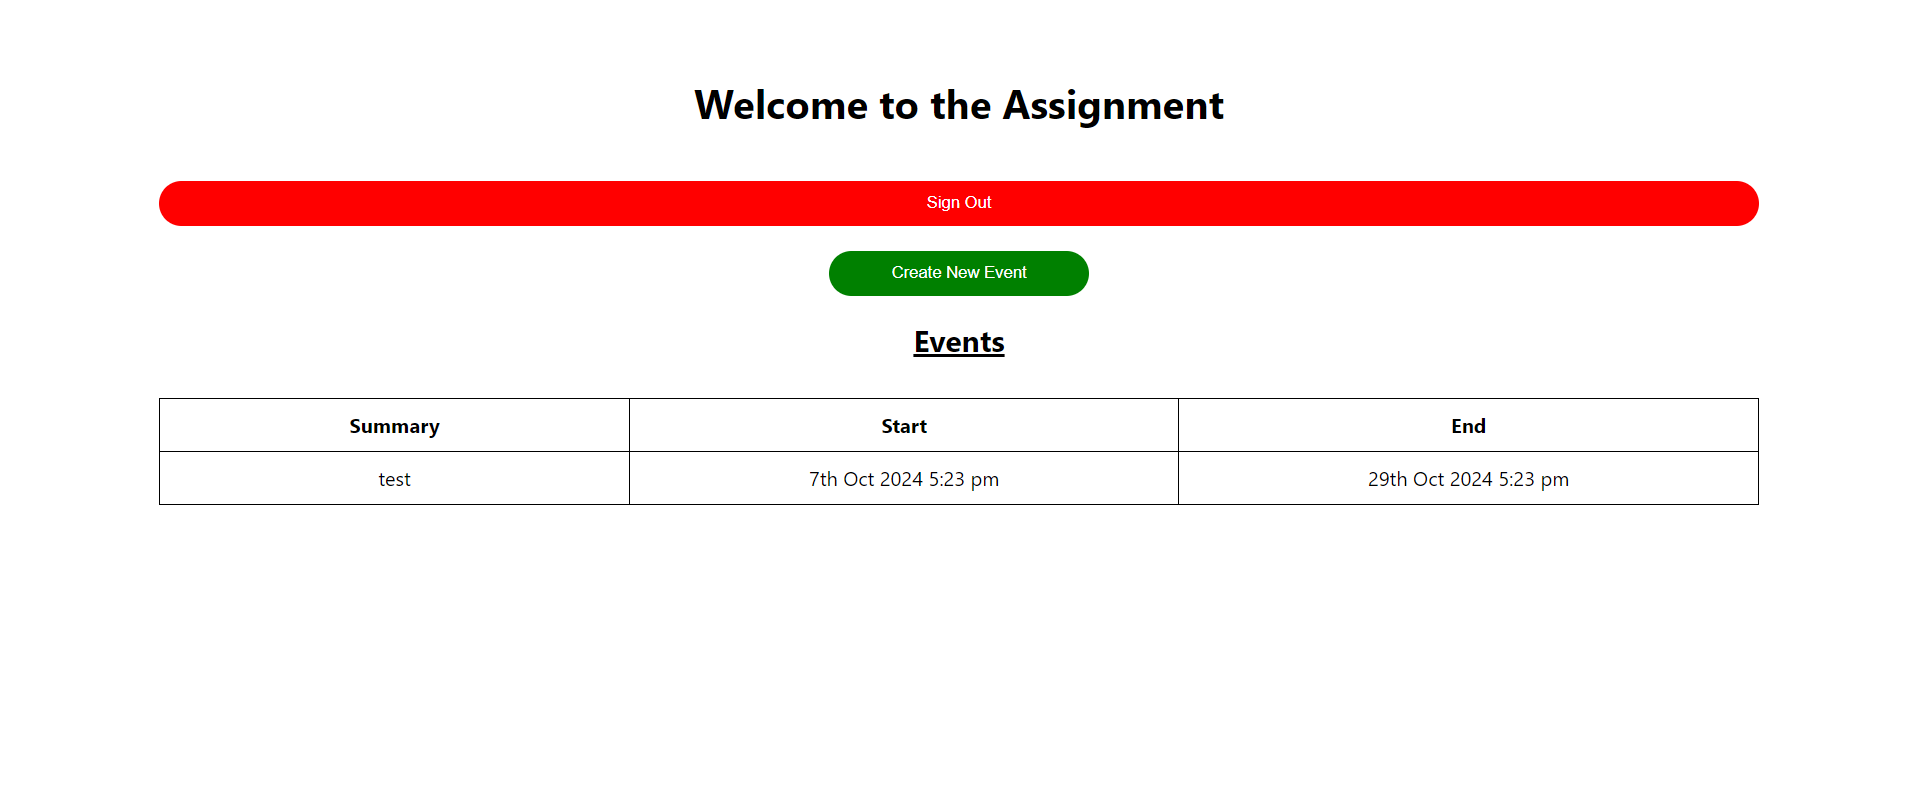 Welcome to the Assignment
Sign Out
Create New Event
Events
Summary Start End
test 7th Oct 2024 5:23 pm 29th Oct 2024 5:23 pm